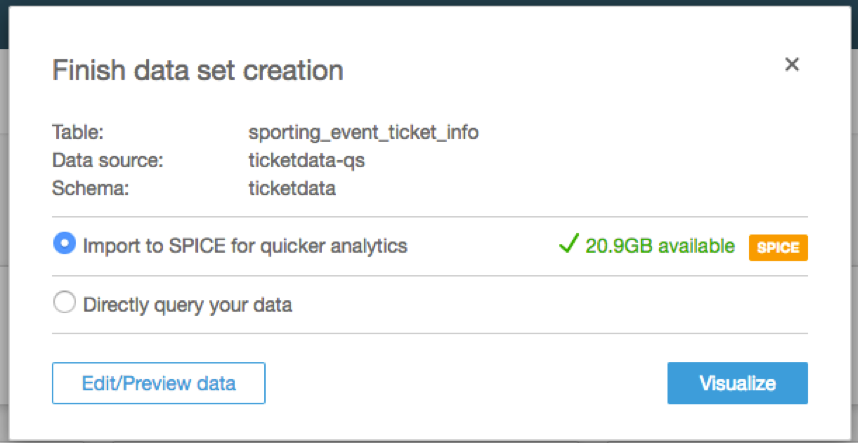 Finish data set creation
Table: sporting_event_ticket_info
Data source: ticketdata-qs
Schema: ticketdata
Import to SPICE for quicker analytics 20.9GB available SPICE
Directly query your data
Edit/Preview data Visualize